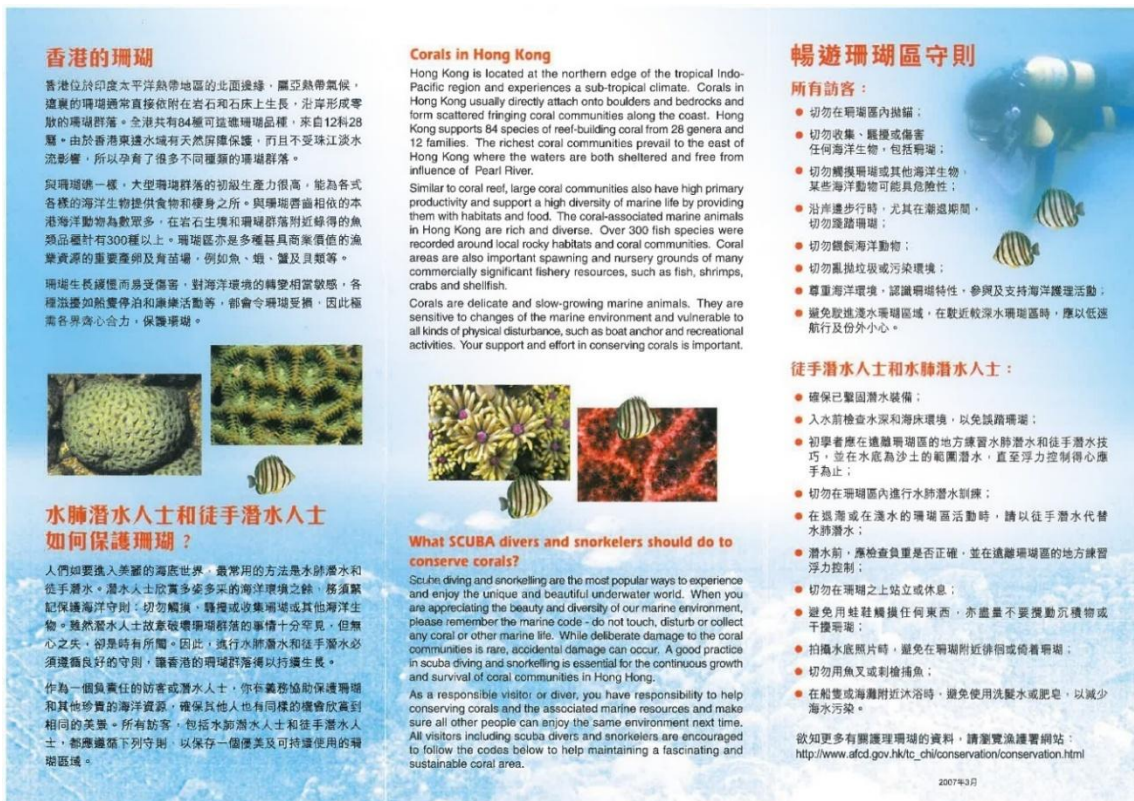 香港的珊瑚
香港位於印度太平洋熱帶地區的北面邊緣，屬亞熱帶氣候，
這裏的珊瑚通常直接依附在岩石和石床上生長，沿岸形成零
散的珊瑚群落。全港共有84種可造礁珊瑚品種，來自12科28
屬。由於香港東邊水域有天然屏障保護，而且不受珠江淡水
流影響，所以孕育了很多不同種類的珊瑚群落。
與珊瑚礁一樣，大型珊瑚群落的初級生產力很高，能為各式
各樣的海洋生物提供食物和棲身之所。與珊瑚唇齒相依的本
港海洋動物為數眾多，在岩石生境和珊瑚群落附近錄得的魚
類品種計有300種以上。珊瑚區亦是多種甚具商業價值的漁
業資源的重要產卵及育苗場，例如魚、蝦、蟹及貝類等。
珊瑚生長緩慢而易受傷害，對海洋環境的轉變相當敏感，各
種滋擾如船隻停泊和康樂活動等，都會令珊瑚受損，因此極
需各界齊心合力，保護珊瑚。
水肺潛水人士和徒手潛水人士
如何保護珊瑚？
人們如要進入美麗的海底世界，最常用的方法是水肺潛水和
徒手潛水。潛水人士欣賞多姿多采的海洋環境之餘，務須緊
記保護海洋守則：切勿觸摸、騷擾或收集珊瑚或其他海洋生
物。雖然潛水人士故意破壞珊瑚群落的事情十分罕見，但無
心之失，卻是時有所聞。因此，進行水肺潛水和徒手潛水必
須遵循良好的守則，讓香港的珊瑚群落得以持續生長。
作為一個負責任的訪客或潛水人士，你有義務協助保護珊瑚
和其他珍貴的海洋資源，確保其他人也有同樣的機會欣賞到
相同的美景。所有訪客，包括水肺潛水人士和徒手潛水人
士，都應遵循下列守則，以保存一個優美及可持續使用的珊
瑚區域。
Corals in Hong Kong
Hong Kong is located at the northern edge of the tropical Indo-
Pacific region and experiences a sub-tropical climate. Corals in
Hong Kong usually directly attach onto boulders and bedrocks and
form scattered fringing coral communities along the coast. Hong
Kong supports 84 species of reef-building coral from 28 genera and
12 families. The richest coral communities prevail to the east of
Hong Kong where the waters are both sheltered and free from
influence of Pearl River.
Similar to coral reef, large coral communities also have high primary
productivity and support a high diversity of marine life by providing
them with habitats and food. The coral-associated marine animals
in Hong Kong are rich and diverse. Over 300 fish species were
recorded around local rocky habitats and coral communities. Coral
areas are also important spawning and nursery grounds of many
commercially significant fishery resources, such as fish, shrimps,
crabs and shellfish.
Corals are delicate and slow-growing marine animals. They are
sensitive to changes of the marine environment and vulnerable to
all kinds of physical disturbance, such as boat anchor and recreational
activities. Your support and effort in conserving corals is important.
What SCUBA divers and snorkelers should do to
conserve corals?
Scuba diving and snorkelling are the most popular ways to experience
and enjoy the unique and beautiful underwater world. When you
are appreciating the beauty and diversity of our marine environment,
please remember the marine code - do not touch, disturb or collect
any coral or other marine life. While deliberate damage to the coral
communities is rare, accidental damage can occur. A good practice
in scuba diving and snorkelling is essential for the continuous growth
and survival of coral communities in Hong Hong.
As a responsible visitor or diver, you have responsibility to help
conserving corals and the associated marine resources and make
sure all other people can enjoy the same environment next time.
All visitors including scuba divers and snorkelers are encouraged
to follow the codes below to help maintaining a fascinating and
sustainable coral area.
暢遊珊瑚區守則
所有訪客：
● 切勿在珊瑚區內拋錨；
● 切勿收集、騷擾或傷害
任何海洋生物，包括珊瑚；
● 切勿觸摸珊瑚或其他海洋生物，
某些海洋動物可能具危險性；
● 沿岸邊步行時，尤其在潮退期間，
切勿踐踏珊瑚；
● 切勿餵飼海洋動物；
● 切勿亂拋垃圾或污染環境；
● 尊重海洋環境，認識珊瑚特性，參與及支持海洋護理活動；
● 避免駛進淺水珊瑚區域，在駛近較深水珊瑚區時，應以低速
航行及份外小心。
徒手潛水人士和水肺潛水人士：
● 確保已繫固潛水裝備；
● 入水前檢查水深和海床環境，以免誤踏珊瑚；
● 初學者應在遠離珊瑚區的地方練習水肺潛水和徒手潛水技
巧，並在水底為沙土的範圍潛水，直至浮力控制得心應
手為止；
● 切勿在珊瑚區內進行水肺潛水訓練；
● 在退潮或在淺水的珊瑚區活動時，請以徒手潛水代替
水肺潛水；
● 潛水前，應檢查負重是否正確，並在遠離珊瑚區的地方練習
浮力控制；
● 切勿在珊瑚之上站立或休息；
● 避免用蛙鞋觸摸任何東西，亦盡量不要攪動沉積物或
干擾珊瑚；
● 拍攝水底照片時，避免在珊瑚附近徘徊或倚着珊瑚；
● 切勿用魚叉或刺槍捕魚；
● 在船隻或海灘附近沐浴時，避免使用洗髮水或肥皂，以減少
海水污染。
欲知更多有關護理珊瑚的資料，請瀏覽漁護署網站：
http://www.afcd.gov.hk/tc_chi/conservation/conservation.html
2007年3月